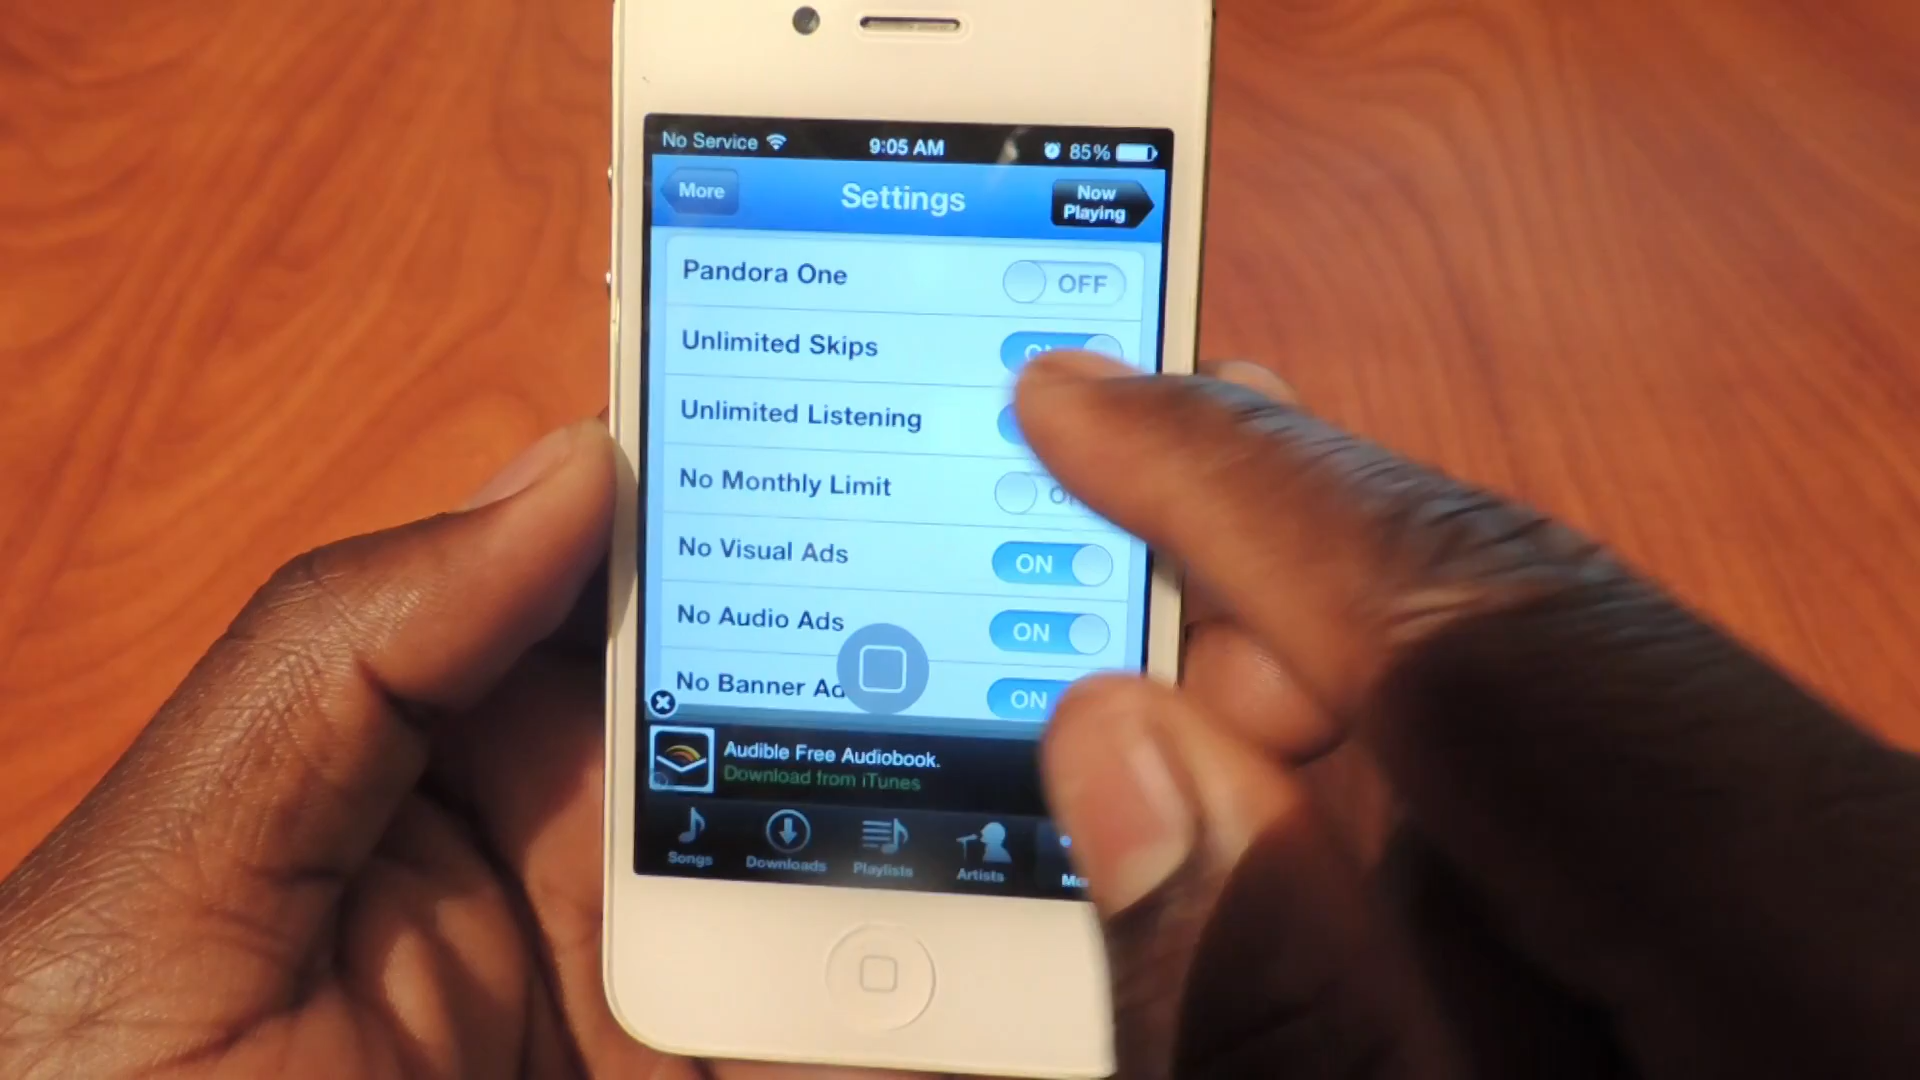 No Service 9:05 AM 85%
More Settings Now
Playing
Pandora One OFF
Unlimited Skips
Unlimited Listening
No Monthly Limit
No Visual Ads ON
No Audio Ads ON
No Banner ON
Audible Free Audiobook.
Download from iTunes
Songs Downloads Playlists Artists